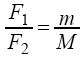 F₁/F₂ = m/M